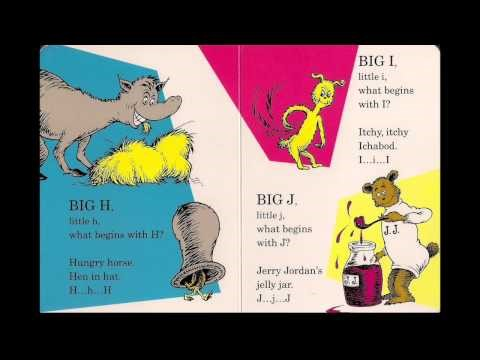 BIG H,
little h,
what begins with H?
Hungry horse.
Hen in hat.
H...h...H
BIG I,
little i,
what begins
with I?
Itchy, itchy
Ichabod.
I...i...I
BIG J,
little j,
what begins
with J?
Jerry Jordan's
jelly jar.
J...j...J
J. J.